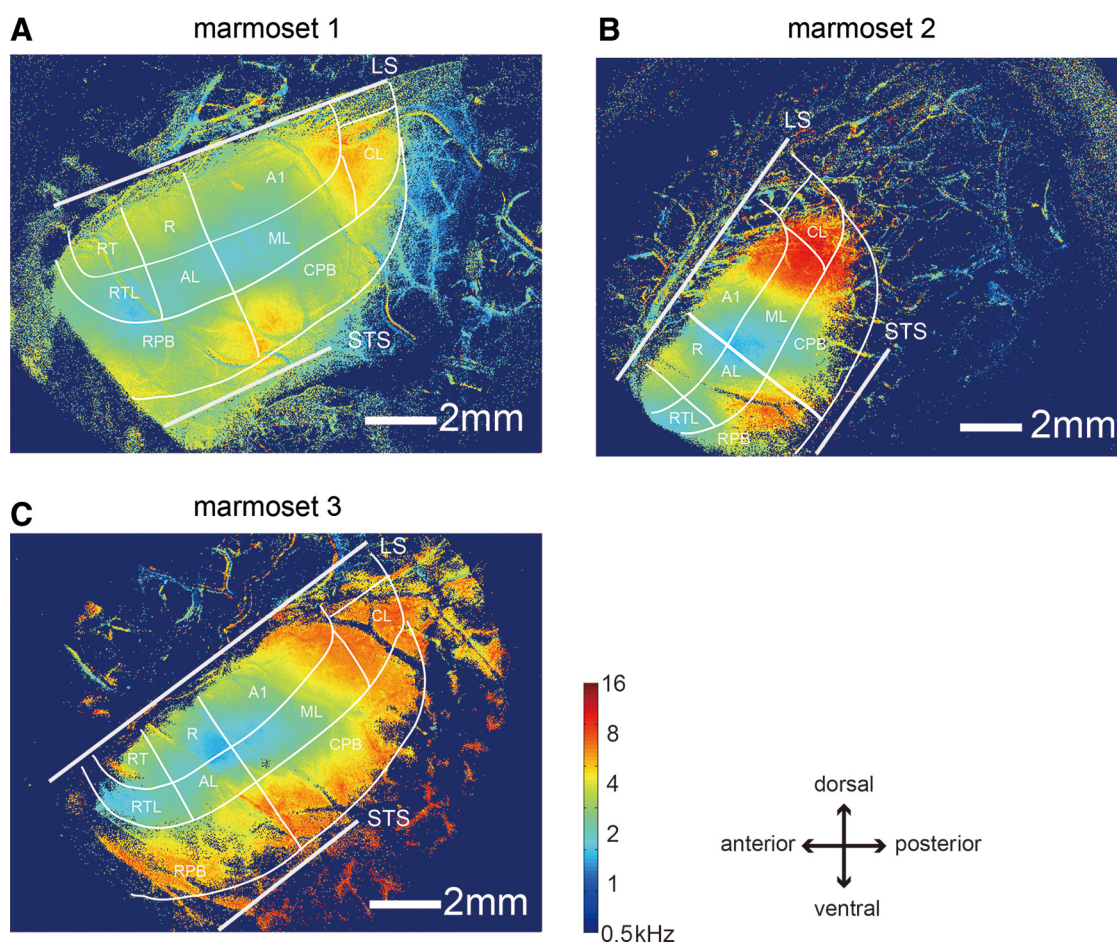 A
marmoset 1
LS
CL
A1
R
RT
ML
AL
CPB
RTL
RPB
STS
2mm
B
marmoset 2
LS
CL
A1
ML
STS
R
CPB
AL
RTL
RPB
2mm
C
marmoset 3
LS
CL
A1
ML
R
CPB
RT
AL
RTL
STS
RPB
*
2mm
16
8
4
2
1
0.5kHz
dorsal
anterior
posterior
ventral